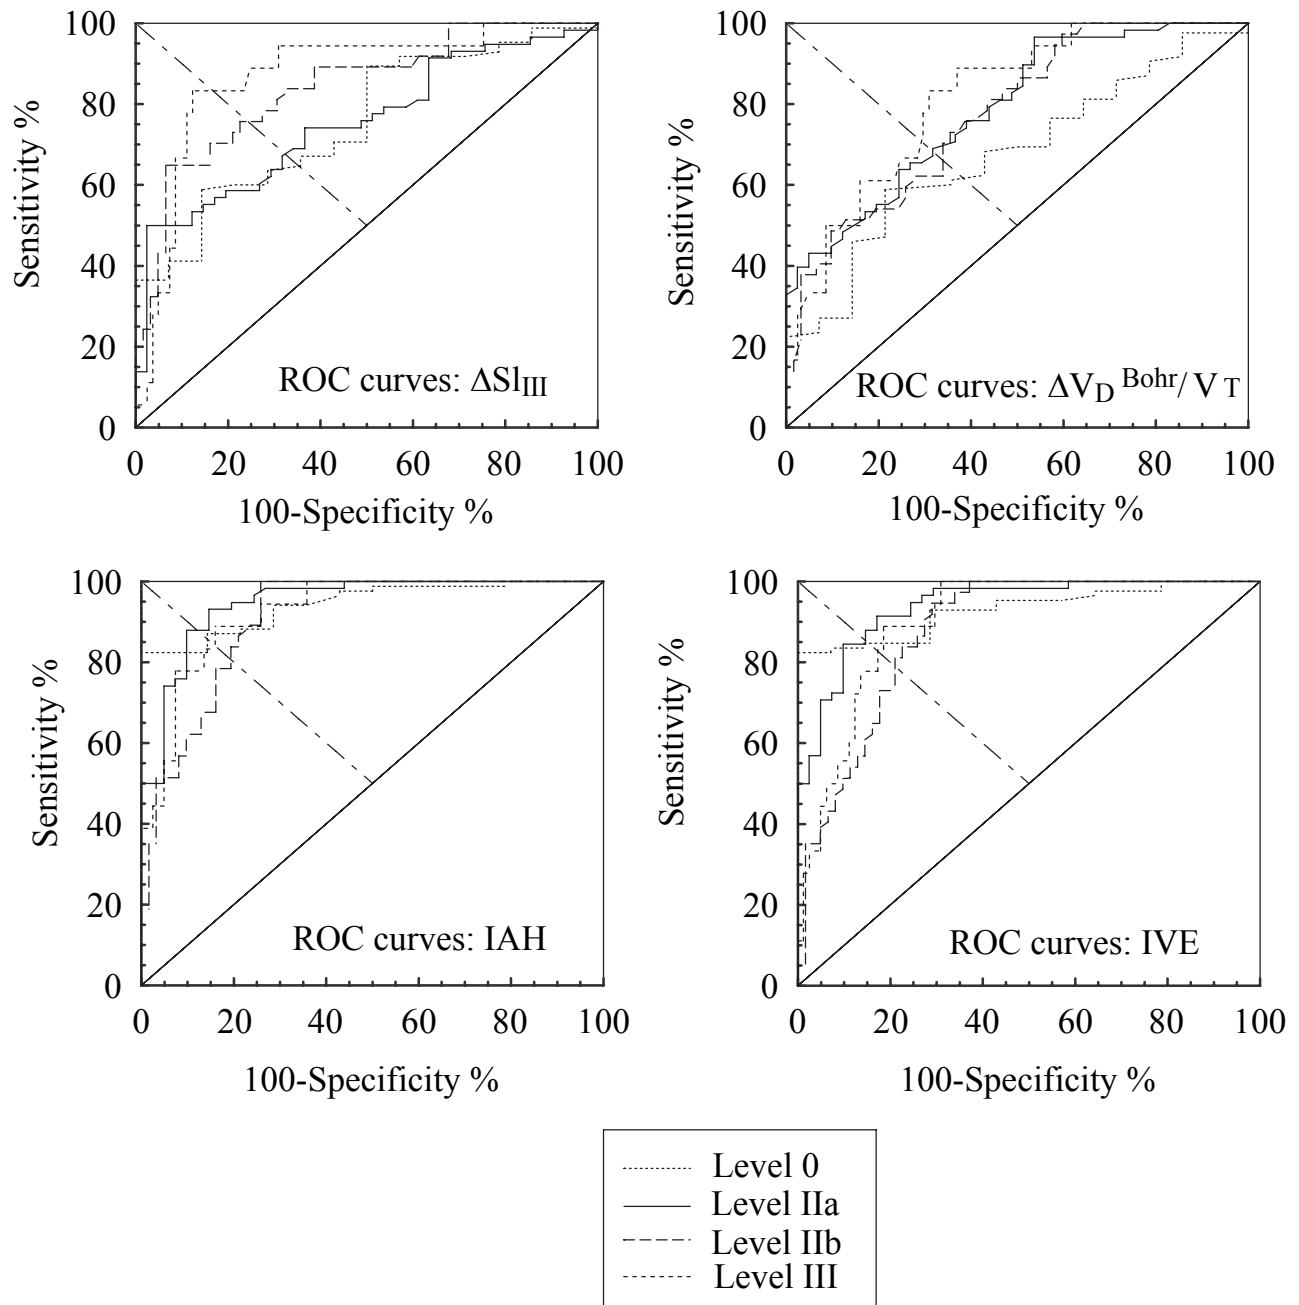 100
80
60
40
20
0
Sensitivity %
ROC curves: ΔSlIII
0 20 40 60 80 100
100-Specificity %
100
80
60
40
20
0
Sensitivity %
ROC curves: ΔVD Bohr/VT
0 20 40 60 80 100
100-Specificity %
100
80
60
40
20
0
Sensitivity %
ROC curves: IAH
0 20 40 60 80 100
100-Specificity %
100
80
60
40
20
0
Sensitivity %
ROC curves: IVE
0 20 40 60 80 100
100-Specificity %
Level 0
Level IIa
Level IIb
Level III